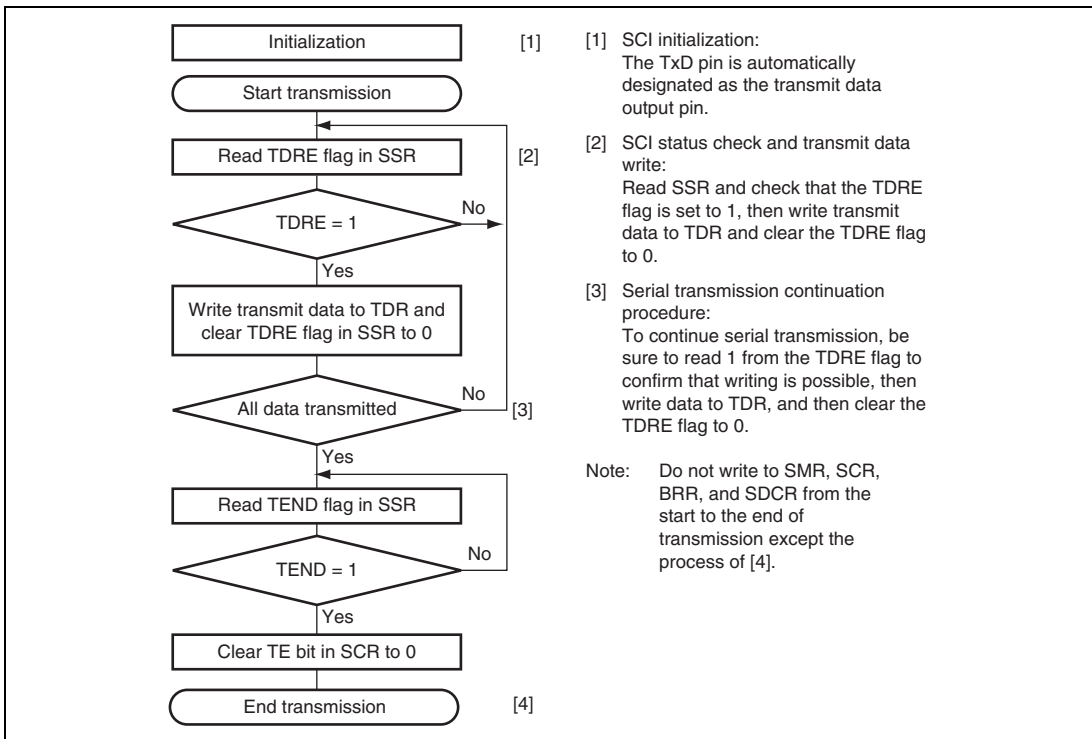 Initialization
[1]
Start transmission
Read TDRE flag in SSR
[2]
No
TDRE = 1
Yes
Write transmit data to TDR and
clear TDRE flag in SSR to 0
No
All data transmitted
[3]
Yes
Read TEND flag in SSR
No
TEND = 1
Yes
Clear TE bit in SCR to 0
End transmission
[4]
[1] SCI initialization:
The TxD pin is automatically
designated as the transmit data
output pin.
[2] SCI status check and transmit data
write:
Read SSR and check that the TDRE
flag is set to 1, then write transmit
data to TDR and clear the TDRE flag
to 0.
[3] Serial transmission continuation
procedure:
To continue serial transmission, be
sure to read 1 from the TDRE flag to
confirm that writing is possible, then
write data to TDR, and then clear the
TDRE flag to 0.
Note: Do not write to SMR, SCR,
BRR, and SDCR from the
start to the end of
transmission except the
process of [4].